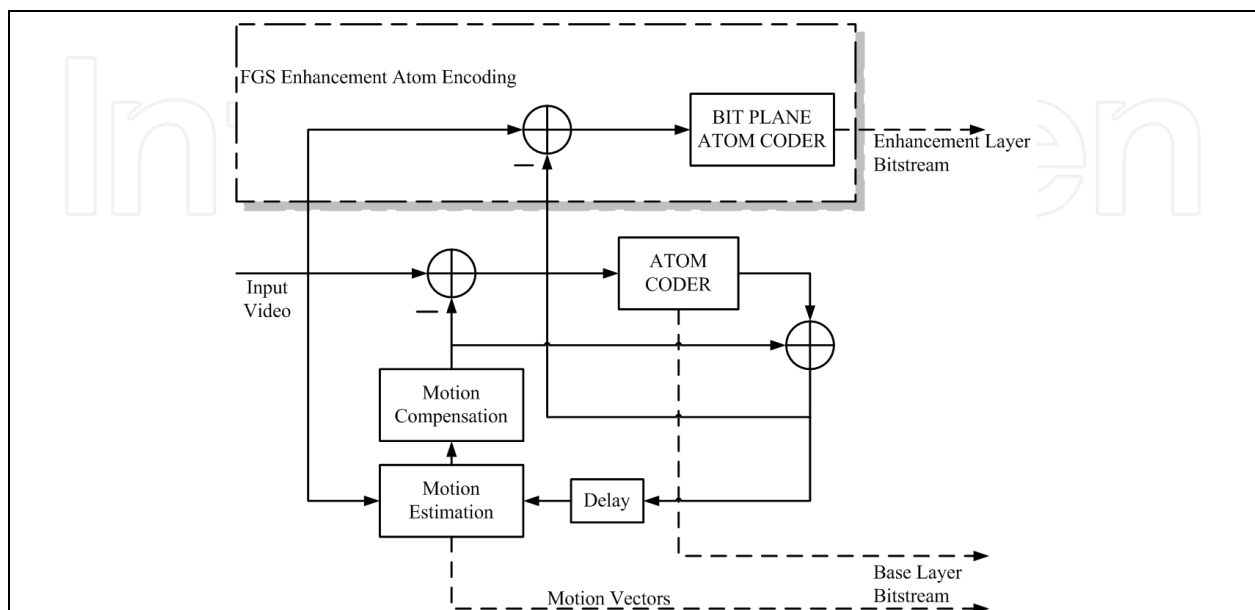 FGS Enhancement Atom Encoding
BIT PLANE
ATOM CODER
Enhancement Layer
Bitstream
Input
Video
ATOM
CODER
Motion
Compensation
Motion
Estimation
Delay
Base Layer
Bitstream
Motion Vectors